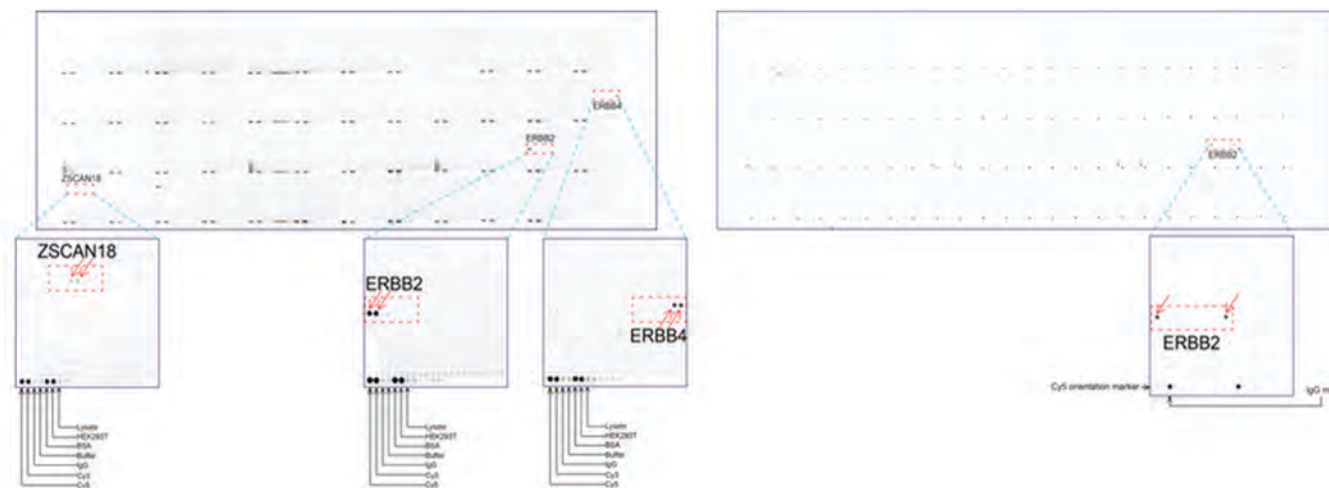 ERBB4
ERBB2
ERBB2
ZSCAN18
ZSCAN18
ERBB2
ERBB4
ERBB2
Cy5 orientation marker
IgG m
Lysate
HEK293T
BSA
Buffer
IgG
Cy3
Cy5
Lysate
HEK293T
BSA
Buffer
IgG
Cy3
Cy5
Lysate
HEK293T
BSA
Buffer
IgG
Cy3
Cy5